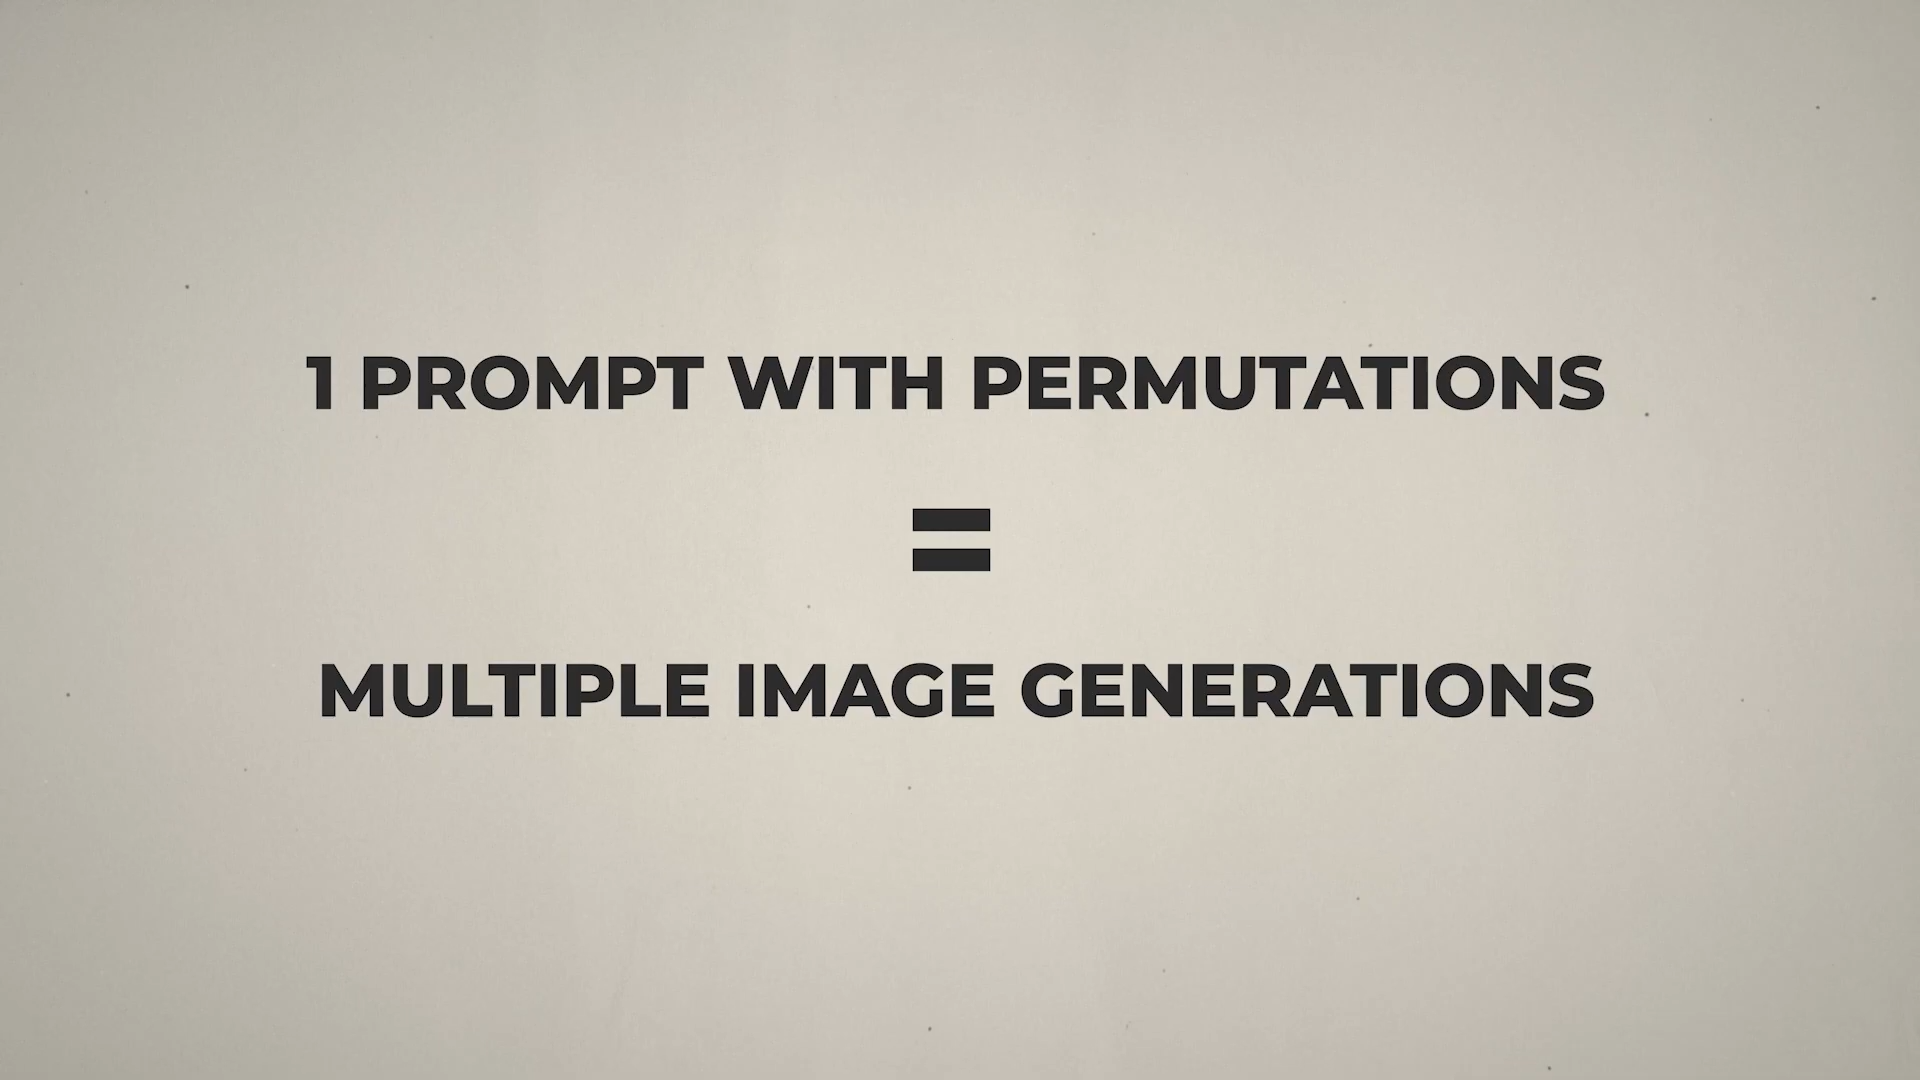 1 PROMPT WITH PERMUTATIONS
=
MULTIPLE IMAGE GENERATIONS